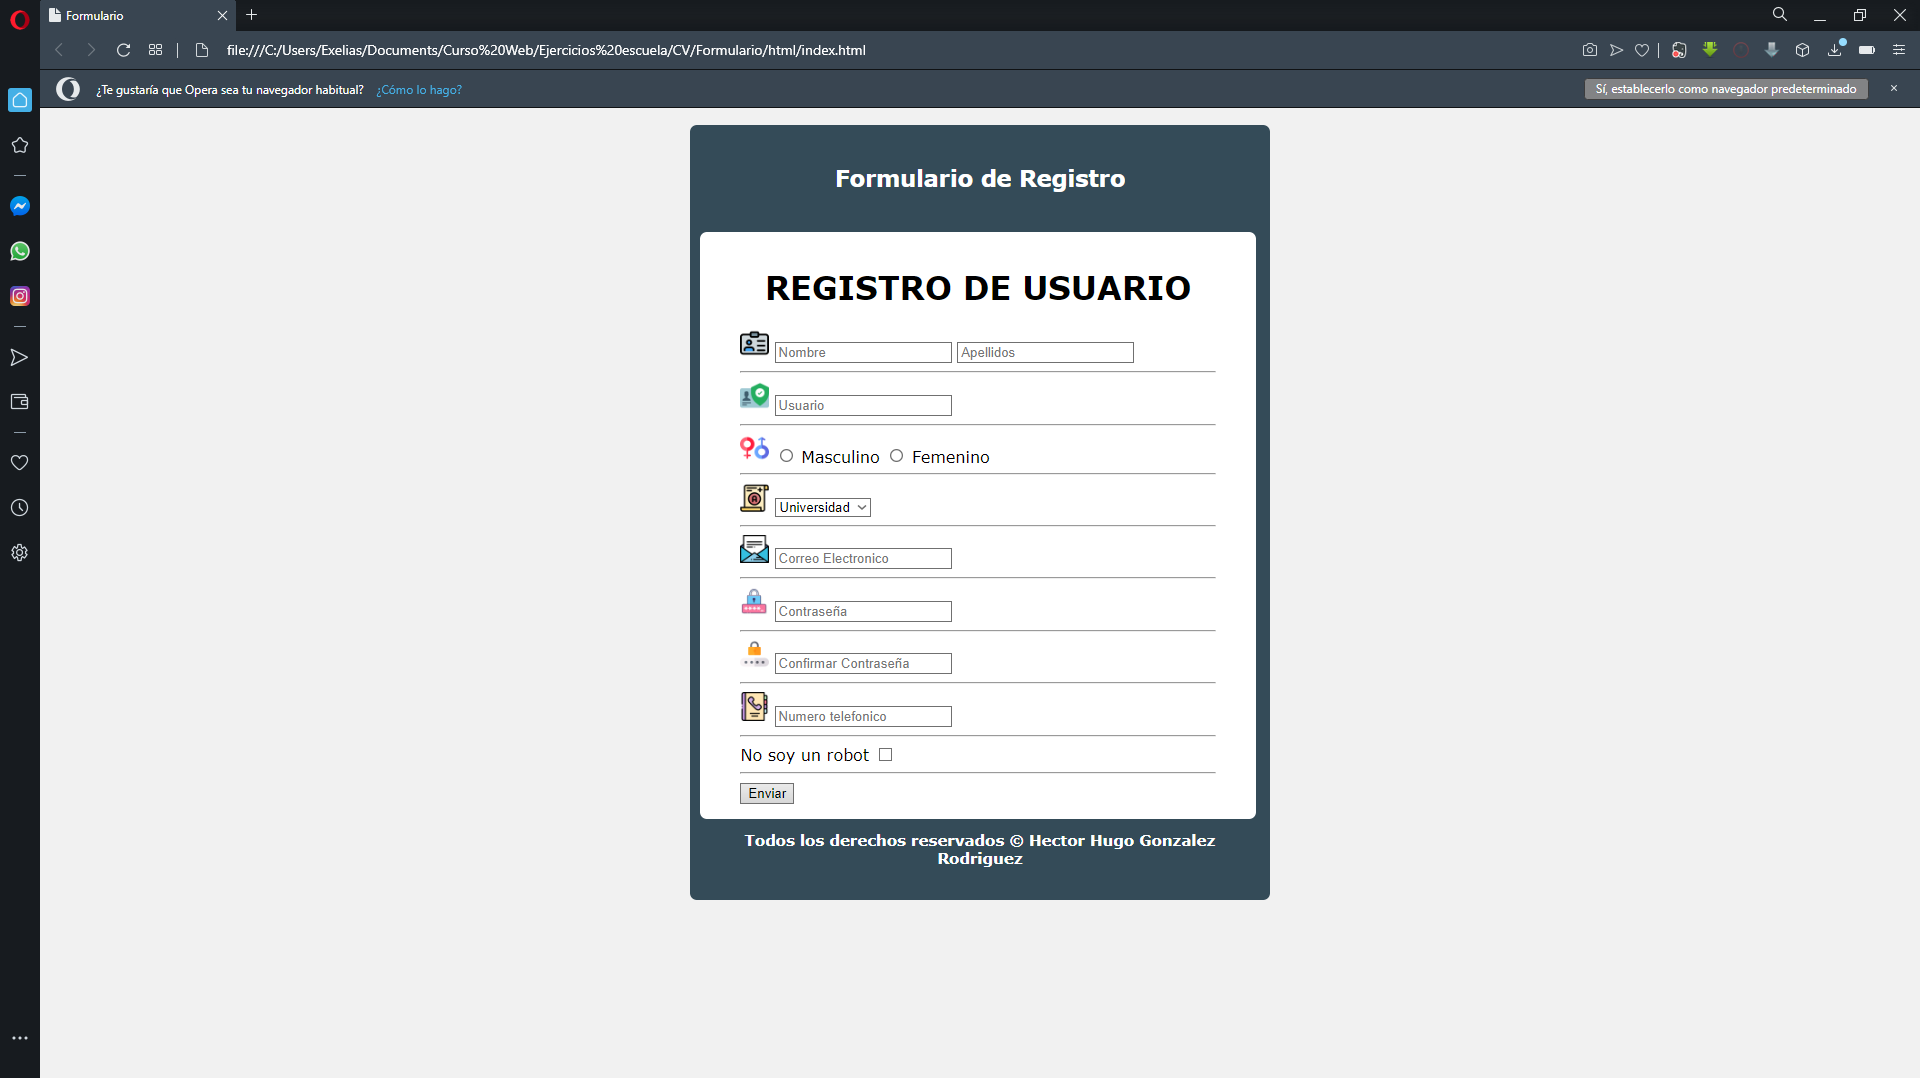 Formulario
file:///C:/Users/Exelias/Documents/Curso%20Web/Ejercicios%20escuela/CV/Formulario/html/index.html
¿Te gustaría que Opera sea tu navegador habitual? ¿Cómo lo hago? Sí, establecerlo como navegador predeterminado
Formulario de Registro
REGISTRO DE USUARIO
Nombre Apellidos
Usuario
Masculino Femenino
Universidad
Correo Electronico
Contraseña
Confirmar Contraseña
Numero telefonico
No soy un robot
Enviar
Todos los derechos reservados © Hector Hugo Gonzalez
Rodriguez